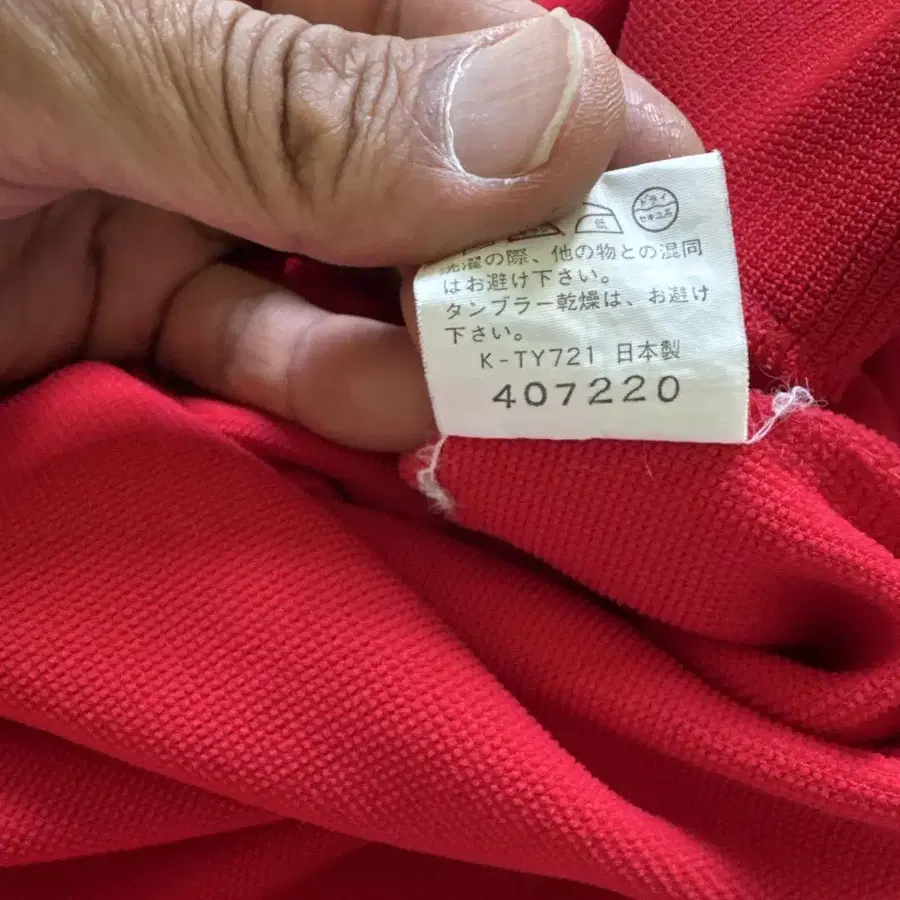 ドライ
セキユ系
低
洗濯の際、他の物との混同
はお避け下さい。
タンブラー乾燥は、お避け
下さい。
K-TY721 日本製
407220